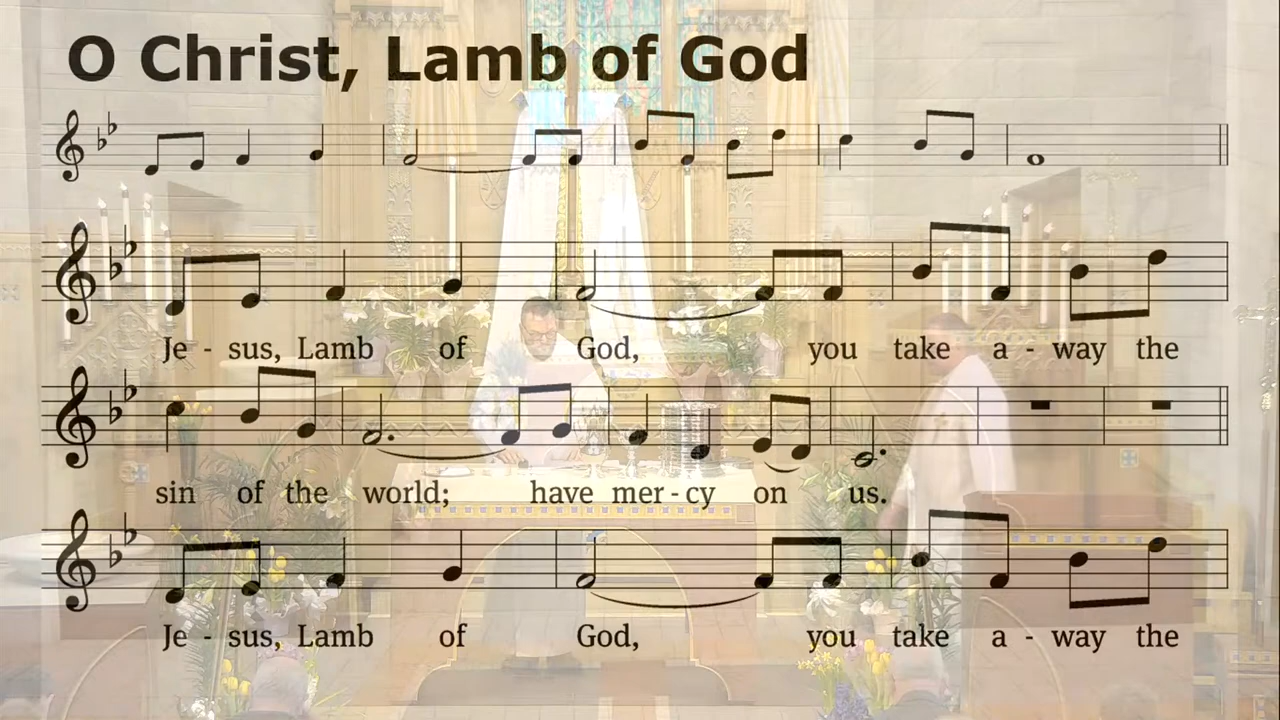 O Christ, Lamb of God
Je - sus, Lamb of God, you take a - way the
sin of the world; have mer - cy on us.
Je - sus, Lamb of God, you take a - way the